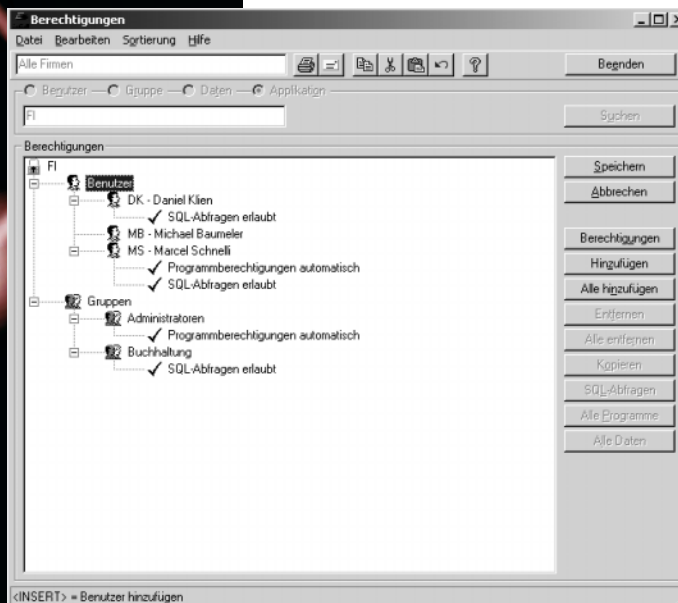 Berechtigungen
Datei Bearbeiten Sortierung Hilfe
Alle Firmen
Beenden
Benutzer Gruppe Daten Applikation
FI
Suchen
Berechtigungen
FI
Benutzer
DK - Daniel Klien
SQL-Abfragen erlaubt
MB - Michael Baumeler
MS - Marcel Schnelli
Programmberechtigungen automatisch
SQL-Abfragen erlaubt
Gruppen
Administratoren
Programmberechtigungen automatisch
Buchhaltung
SQL-Abfragen erlaubt
Speichern
Abbrechen
Berechtigungen
Hinzufügen
Alle hinzufügen
Entfernen
Alle entfernen
Kopieren
SQL-Abfragen
Alle Programme
Alle Daten
<INSERT> = Benutzer hinzufügen